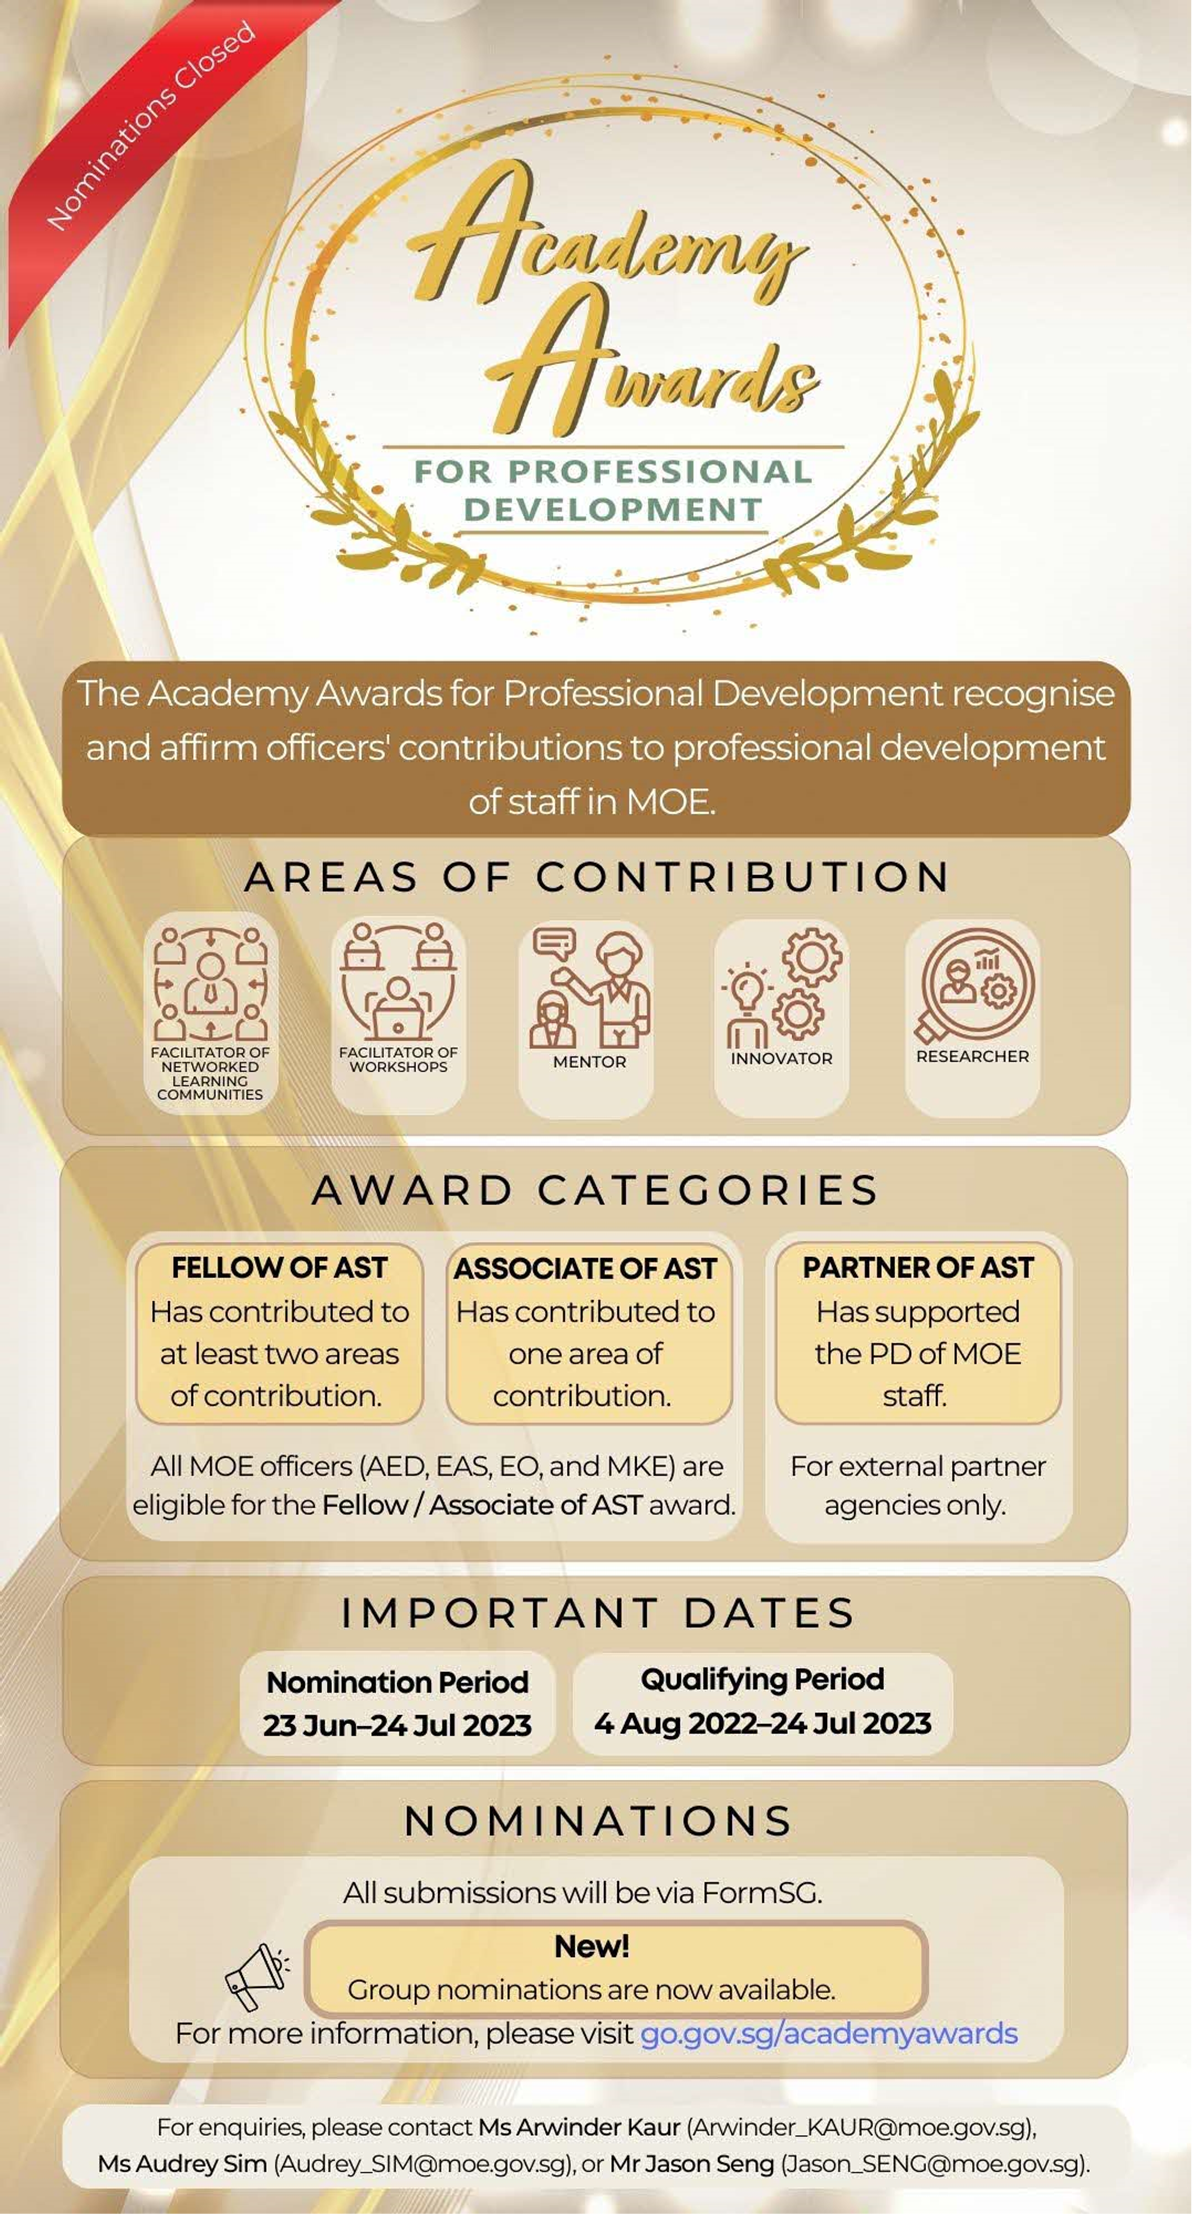 Nominations Closed
Academy
Awards
FOR PROFESSIONAL
DEVELOPMENT
The Academy Awards for Professional Development recognise
and affirm officers' contributions to professional development
of staff in MOE.
AREAS OF CONTRIBUTION
FACILITATOR OF
NETWORKED
LEARNING
COMMUNITIES
FACILITATOR OF
WORKSHOPS
MENTOR
INNOVATOR
RESEARCHER
AWARD CATEGORIES
FELLOW OF AST
Has contributed to
at least two areas
of contribution.
ASSOCIATE OF AST
Has contributed to
one area of
contribution.
All MOE officers (AED, EAS, EO, and MKE) are
eligible for the Fellow / Associate of AST award.
PARTNER OF AST
Has supported
the PD of MOE
staff.
For external partner
agencies only.
IMPORTANT DATES
Nomination Period
23 Jun–24 Jul 2023
Qualifying Period
4 Aug 2022–24 Jul 2023
NOMINATIONS
All submissions will be via FormSG.
New!
Group nominations are now available.
For more information, please visit go.gov.sg/academyawards
For enquiries, please contact Ms Arwinder Kaur (Arwinder_KAUR@moe.gov.sg),
Ms Audrey Sim (Audrey_SIM@moe.gov.sg), or Mr Jason Seng (Jason_SENG@moe.gov.sg).